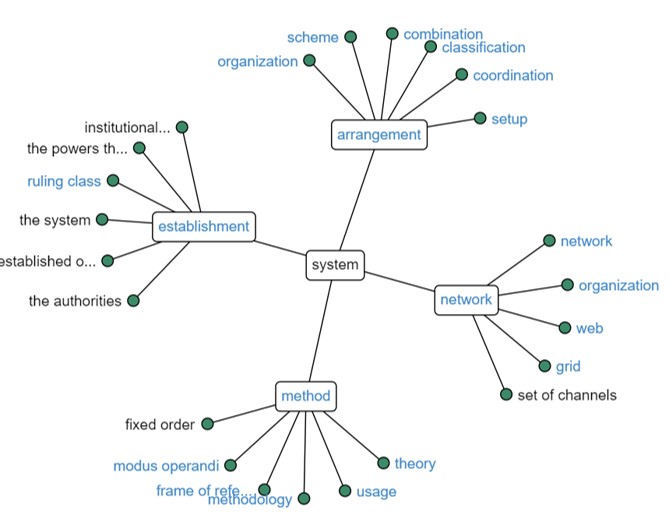 scheme
combination
classification
organization
coordination
setup
arrangement
institutional...
the powers th...
ruling class
the system
established o...
the authorities
establishment
system
network
network
organization
web
grid
set of channels
method
fixed order
modus operandi
frame of refe...
methodology
usage
theory